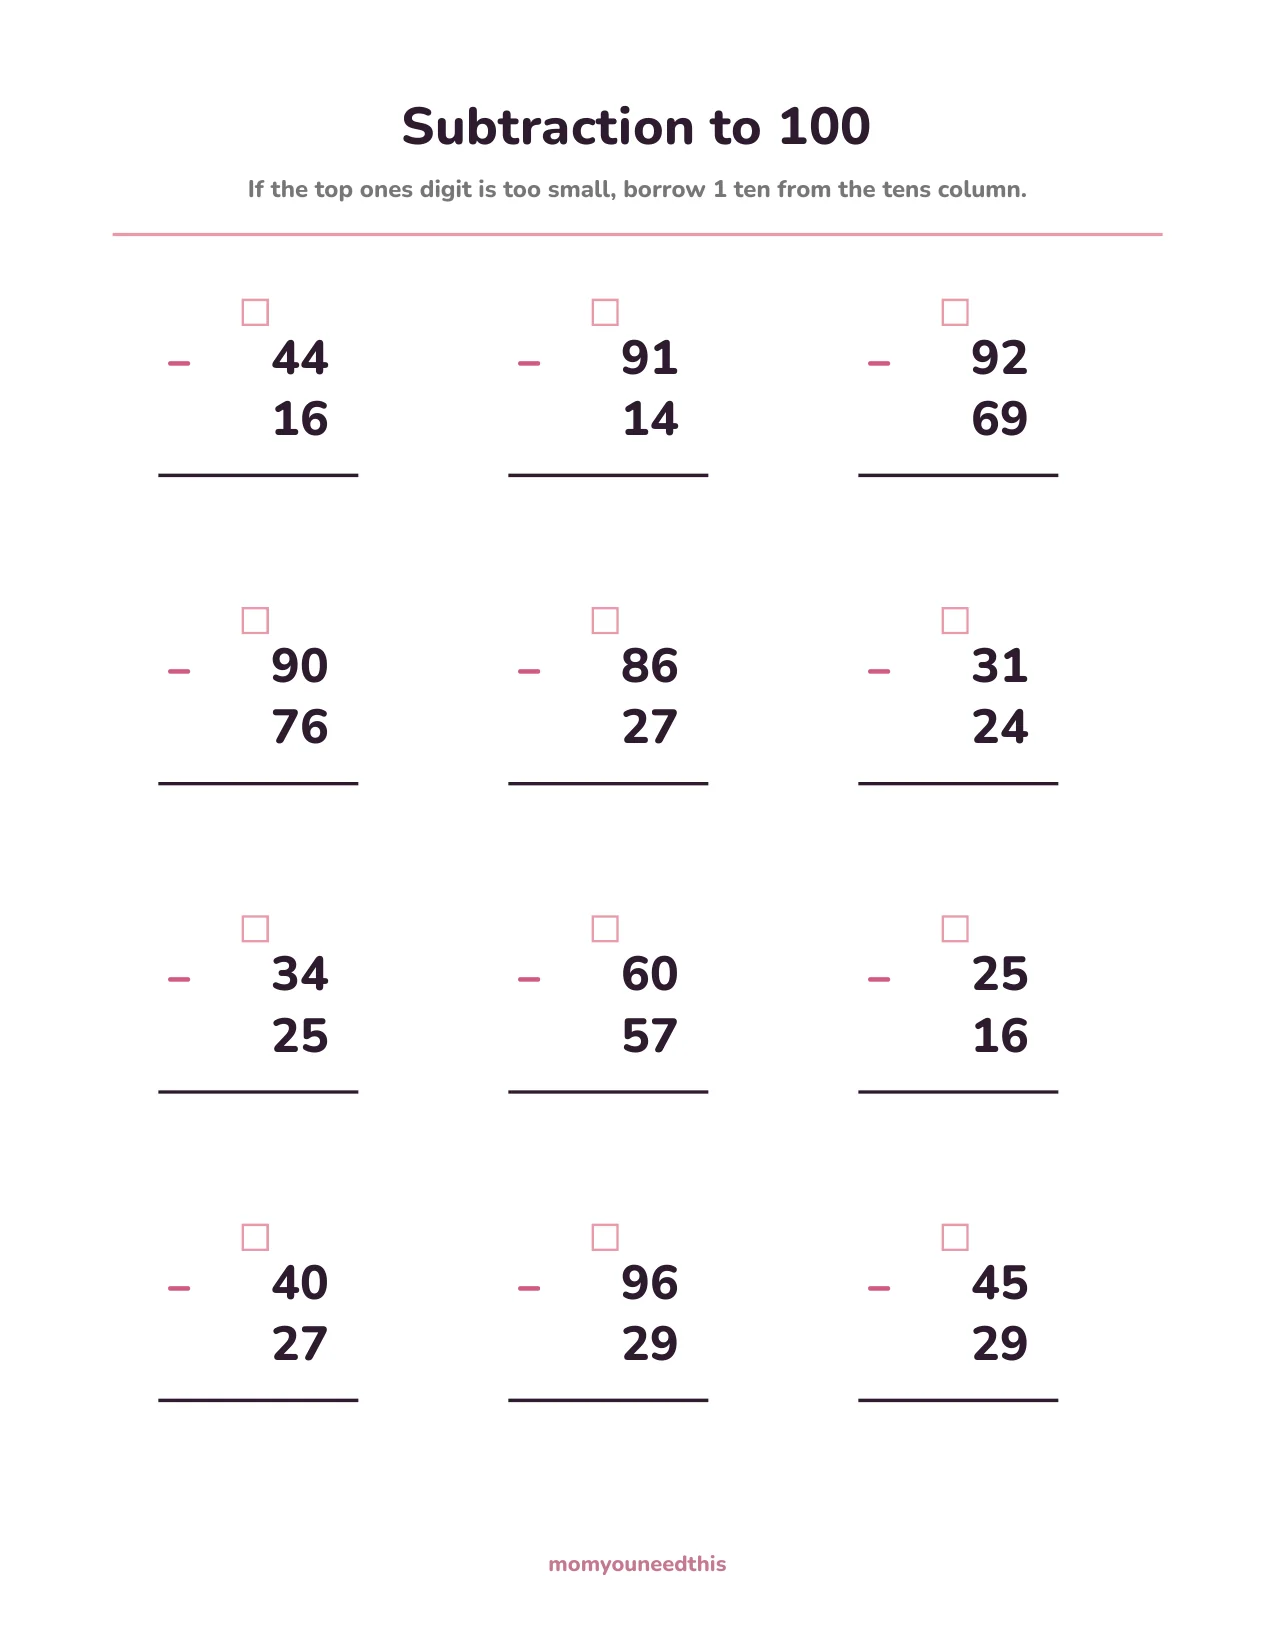 Subtraction to 100
If the top ones digit is too small, borrow 1 ten from the tens column.
– 44 – 91 – 92
16 14 69
– 90 – 86 – 31
76 27 24
– 34 – 60 – 25
25 57 16
– 40 – 96 – 45
27 29 29
momyouneedthis